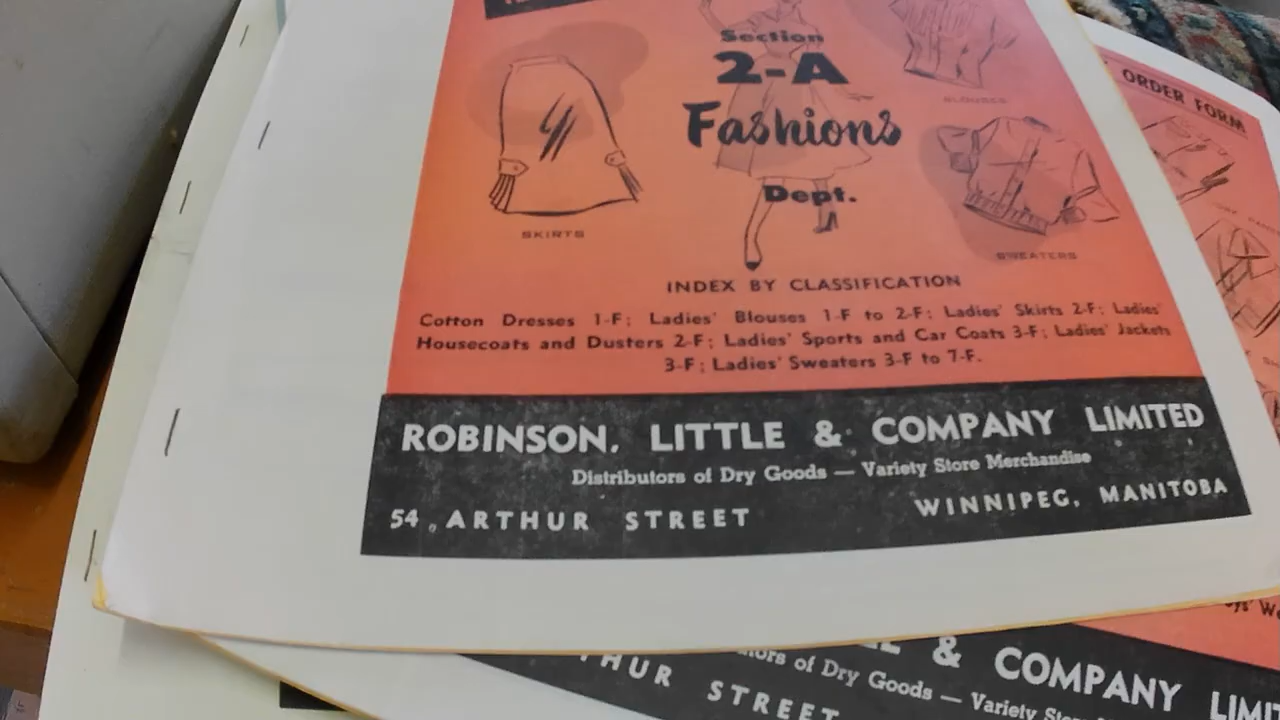 Section
2-A
Fashions
Dept.
BLOUSES
SKIRTS
SWEATERS
INDEX BY CLASSIFICATION
Cotton Dresses 1-F; Ladies' Blouses 1-F to 2-F; Ladies' Skirts 2-F; Ladies'
Housecoats and Dusters 2-F; Ladies' Sports and Car Coats 3-F; Ladies' Jackets
3-F; Ladies' Sweaters 3-F to 7-F.
ROBINSON, LITTLE & COMPANY LIMITED
Distributors of Dry Goods — Variety Store Merchandise
54, ARTHUR STREET
WINNIPEG, MANITOBA
ORDER FORM
& COMPANY
of Dry Goods — Variety
STREET